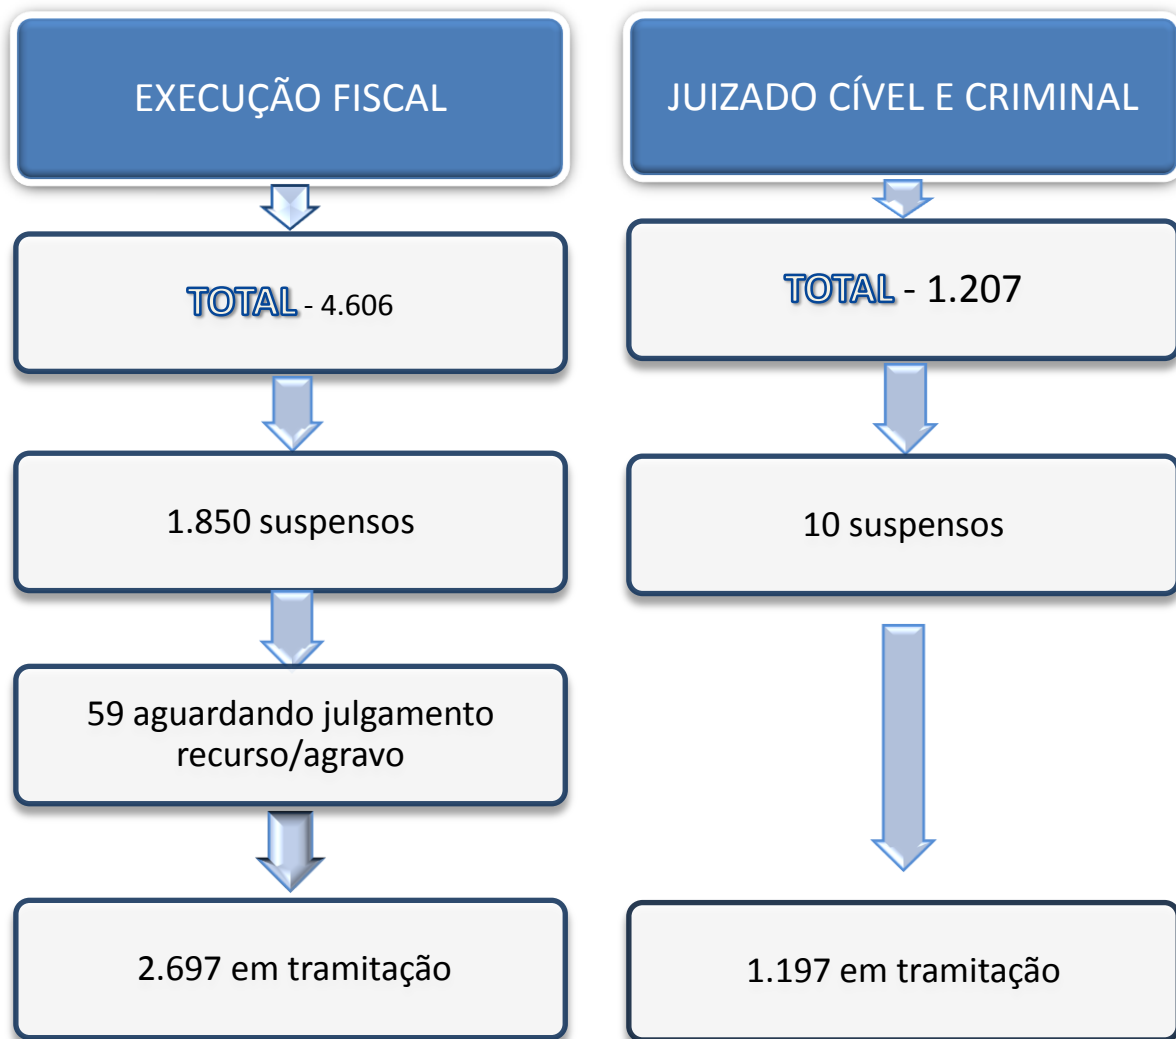 EXECUÇÃO FISCAL
TOTAL - 4.606
1.850 suspensos
59 aguardando julgamento
recurso/agravo
2.697 em tramitação
JUIZADO CÍVEL E CRIMINAL
TOTAL - 1.207
10 suspensos
1.197 em tramitação